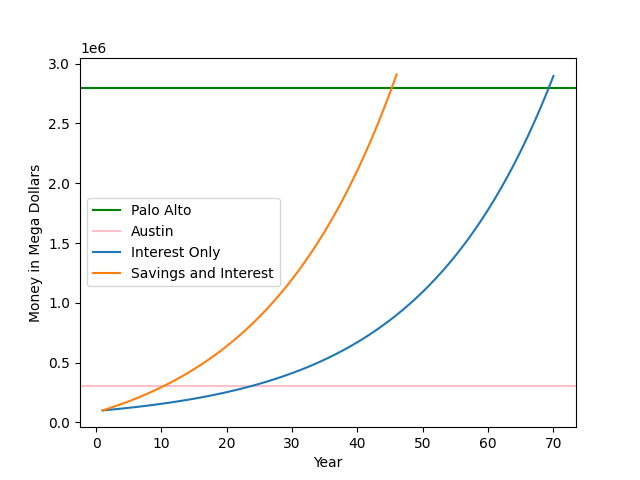 1e6
3.0
2.5
2.0
1.5
1.0
0.5
0.0
Money in Mega Dollars
Palo Alto
Austin
Interest Only
Savings and Interest
0 10 20 30 40 50 60 70
Year